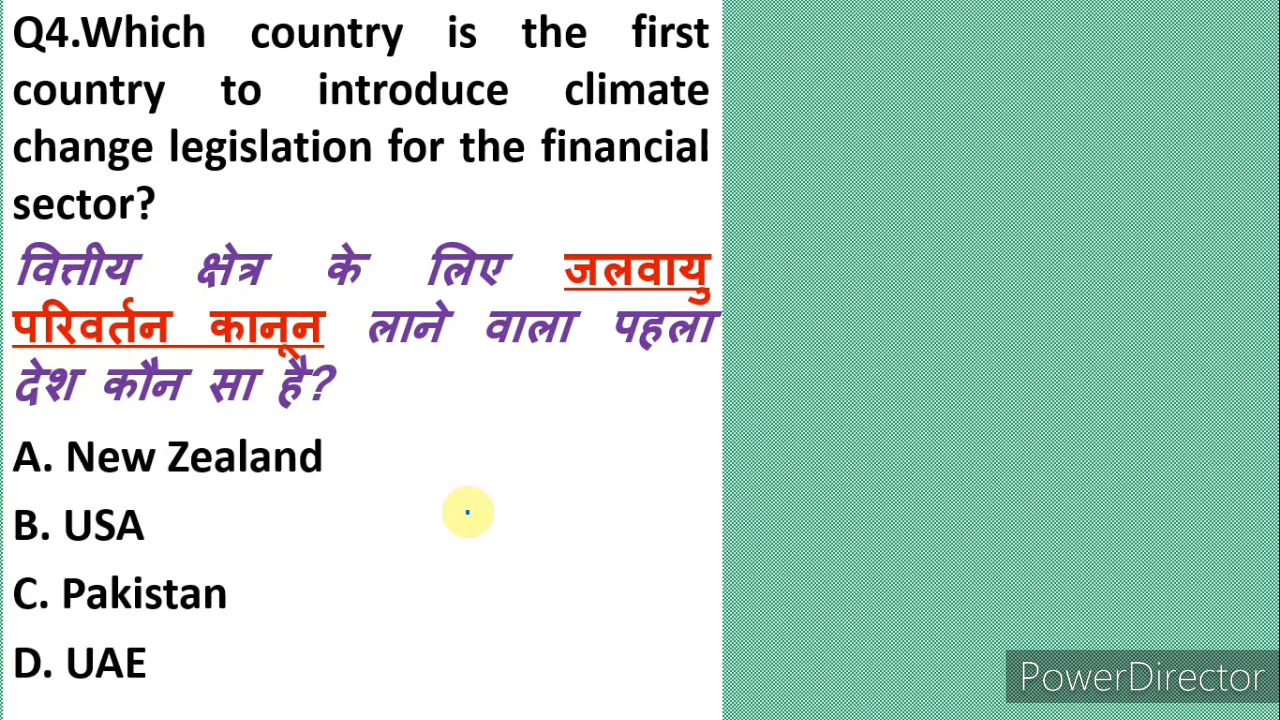 Q4.Which country is the first
country to introduce climate
change legislation for the financial
sector?
वित्तीय क्षेत्र के लिए जलवायु
परिवर्तन कानून लाने वाला पहला
देश कौन सा है?
A. New Zealand
B. USA
C. Pakistan
D. UAE
PowerDirector